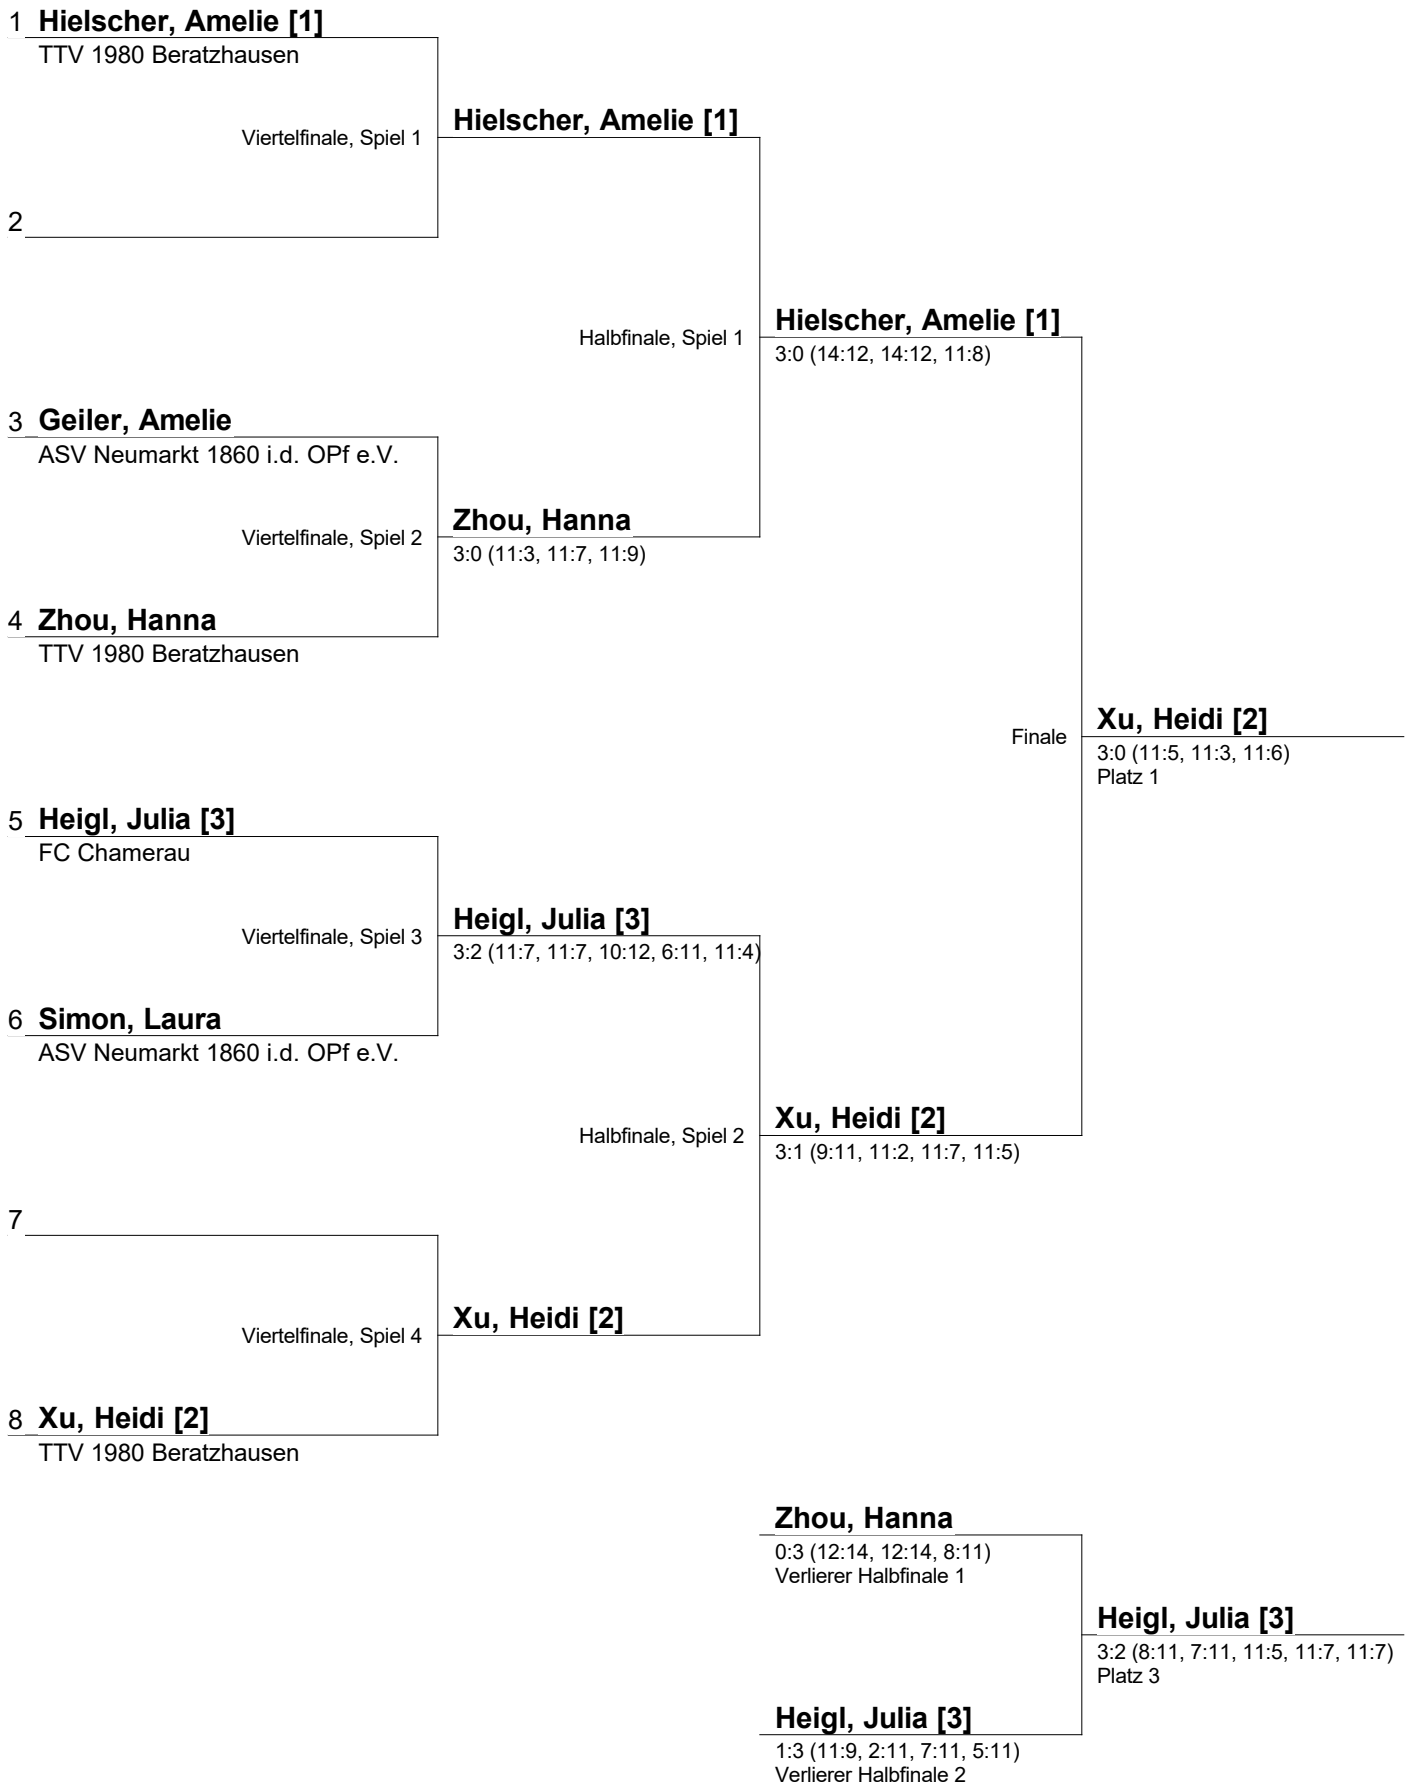 1 Hielscher, Amelie [1]
TTV 1980 Beratzhausen
Viertelfinale, Spiel 1
Hielscher, Amelie [1]
2
Halbfinale, Spiel 1
Hielscher, Amelie [1]
3:0 (14:12, 14:12, 11:8)
3 Geiler, Amelie
ASV Neumarkt 1860 i.d. OPf e.V.
Viertelfinale, Spiel 2
Zhou, Hanna
3:0 (11:3, 11:7, 11:9)
4 Zhou, Hanna
TTV 1980 Beratzhausen
Finale
Xu, Heidi [2]
3:0 (11:5, 11:3, 11:6)
Platz 1
5 Heigl, Julia [3]
FC Chamerau
Viertelfinale, Spiel 3
Heigl, Julia [3]
3:2 (11:7, 11:7, 10:12, 6:11, 11:4)
6 Simon, Laura
ASV Neumarkt 1860 i.d. OPf e.V.
Halbfinale, Spiel 2
Xu, Heidi [2]
3:1 (9:11, 11:2, 11:7, 11:5)
7
Viertelfinale, Spiel 4
Xu, Heidi [2]
8 Xu, Heidi [2]
TTV 1980 Beratzhausen
Zhou, Hanna
0:3 (12:14, 12:14, 8:11)
Verlierer Halbfinale 1
Heigl, Julia [3]
3:2 (8:11, 7:11, 11:5, 11:7, 11:7)
Platz 3
Heigl, Julia [3]
1:3 (11:9, 2:11, 7:11, 5:11)
Verlierer Halbfinale 2